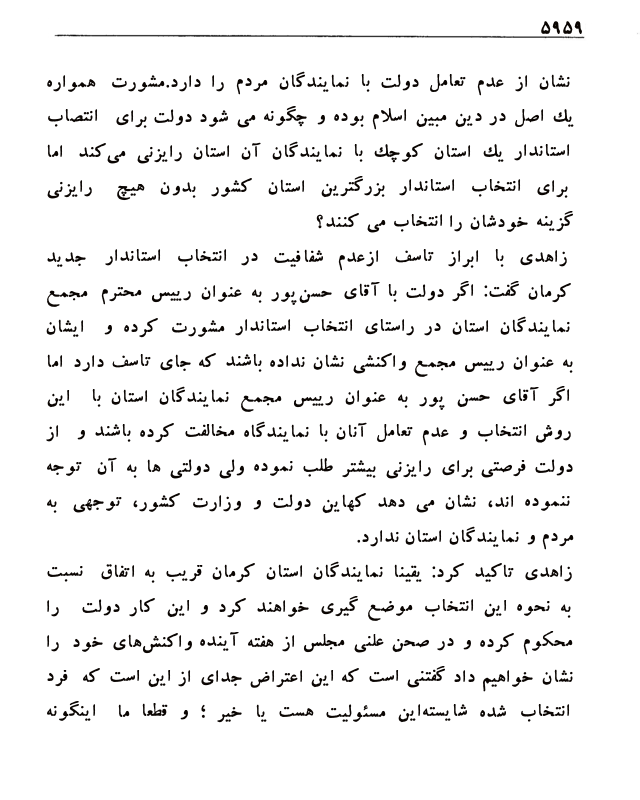 ۵۹۵۹
نشان از عدم تعامل دولت با نمایندگان مردم را دارد.مشورت همواره
یك اصل در دین مبین اسلام بوده و چگونه می شود دولت برای انتصاب
استاندار یك استان کوچك با نمایندگان آن استان رایزنی می‌کند اما
برای انتخاب استاندار بزرگترین استان کشور بدون هیچ رایزنی
گزینه خودشان را انتخاب می کنند؟
زاهدی با ابراز تاسف ازعدم شفافیت در انتخاب استاندار جدید
کرمان گفت: اگر دولت با آقای حسن‌پور به عنوان رییس محترم مجمع
نمایندگان استان در راستای انتخاب استاندار مشورت کرده و ایشان
به عنوان رییس مجمع واکنشی نشان نداده باشند که جای تاسف دارد اما
اگر آقای حسن پور به عنوان رییس مجمع نمایندگان استان با این
روش انتخاب و عدم تعامل آنان با نمایندگاه مخالفت کرده باشند و از
دولت فرصتی برای رایزنی بیشتر طلب نموده ولی دولتی ها به آن توجه
ننموده اند، نشان می دهد کهاین دولت و وزارت کشور، توجهی به
مردم و نمایندگان استان ندارد.
زاهدی تاکید کرد: یقینا نمایندگان استان کرمان قریب به اتفاق نسبت
به نحوه این انتخاب موضع گیری خواهند کرد و این کار دولت را
محکوم کرده و در صحن علنی مجلس از هفته آینده واکنش‌های خود را
نشان خواهیم داد گفتنی است که این اعتراض جدای از این است که فرد
انتخاب شده شایسته‌این مسئولیت هست یا خیر ؛ و قطعا ما اینگونه